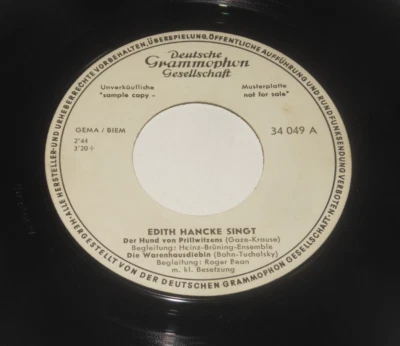 ALLE HERSTELLER- UND URHEBERRECHTE VORBEHALTEN, ÜBERSPIELUNG, ÖFFENTLICHE AUFFÜHRUNG UND RUNDFUNKSENDUNG VERBOTEN-
HERGESTELLT VON DER DEUTSCHEN GRAMMOPHON GESELLSCHAFT-
Deutsche
Grammophon
Gesellschaft
Unverkäufliche Musterplatte
"sample copy - not for sale"
GEMA / BIEM 34 049 A
2'44
3'20+
EDITH HANCKE SINGT
Der Hund von Prillwitzens (Gaze-Krause)
Begleitung: Heinz-Brüning-Ensemble
Die Warenhausdiebin (Bohn-Tucholsky)
Begleitung: Roger Bean
m. kl. Besetzung